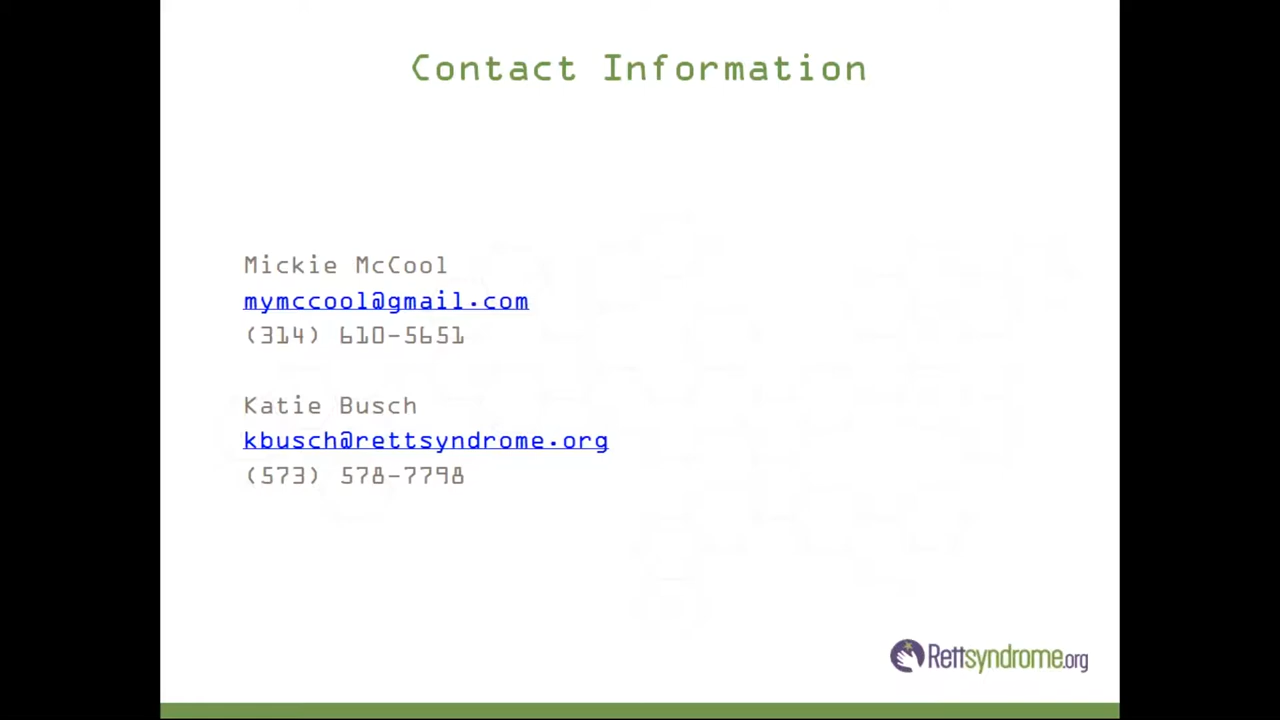 Contact Information
Mickie McCool
mymccool@gmail.com
(314) 610-5651
Katie Busch
kbusch@rettsyndrome.org
(573) 578-7798
Rettsyndrome.org